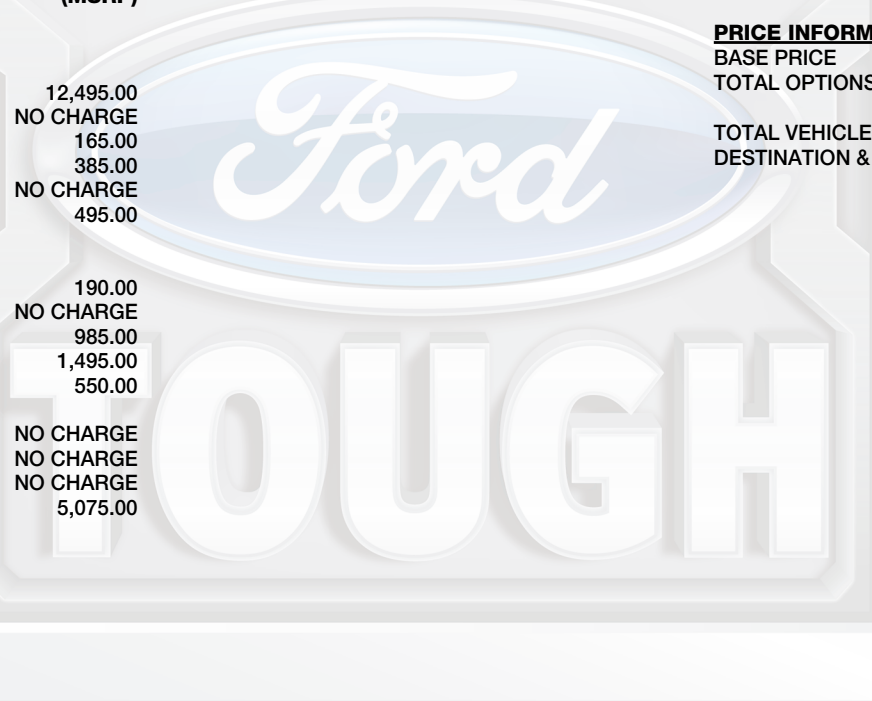 (MSRP)
12,495.00
NO CHARGE
165.00
385.00
NO CHARGE
495.00
190.00
NO CHARGE
985.00
1,495.00
550.00
NO CHARGE
NO CHARGE
NO CHARGE
5,075.00
PRICE INFORM
BASE PRICE
TOTAL OPTIONS
TOTAL VEHICLE
DESTINATION &
Ford
TOUGH